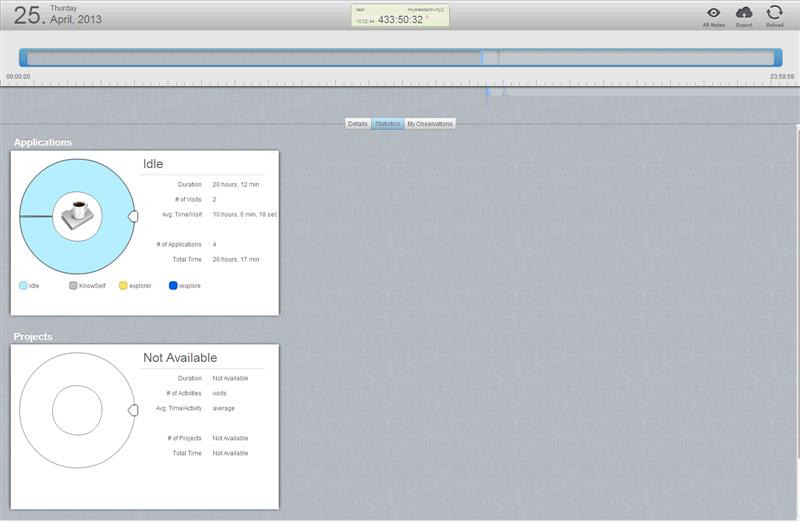 25.
Thursday
April, 2013
test
mygreatactivity2
10:02:44
433:50:32
All Notes
Export
Reload
00:00:00
23:59:59
Details
Statistics
My Observations
Applications
Idle
Duration 20 hours, 12 min
# of Visits 2
Avg. Time/Visit 10 hours, 6 min, 18 sec
# of Applications 4
Total Time 20 hours, 17 min
Idle
KnowSelf
explorer
iexplore
Projects
Not Available
Duration Not Available
# of Activities visits
Avg. Time/Activity average
# of Projects Not Available
Total Time Not Available